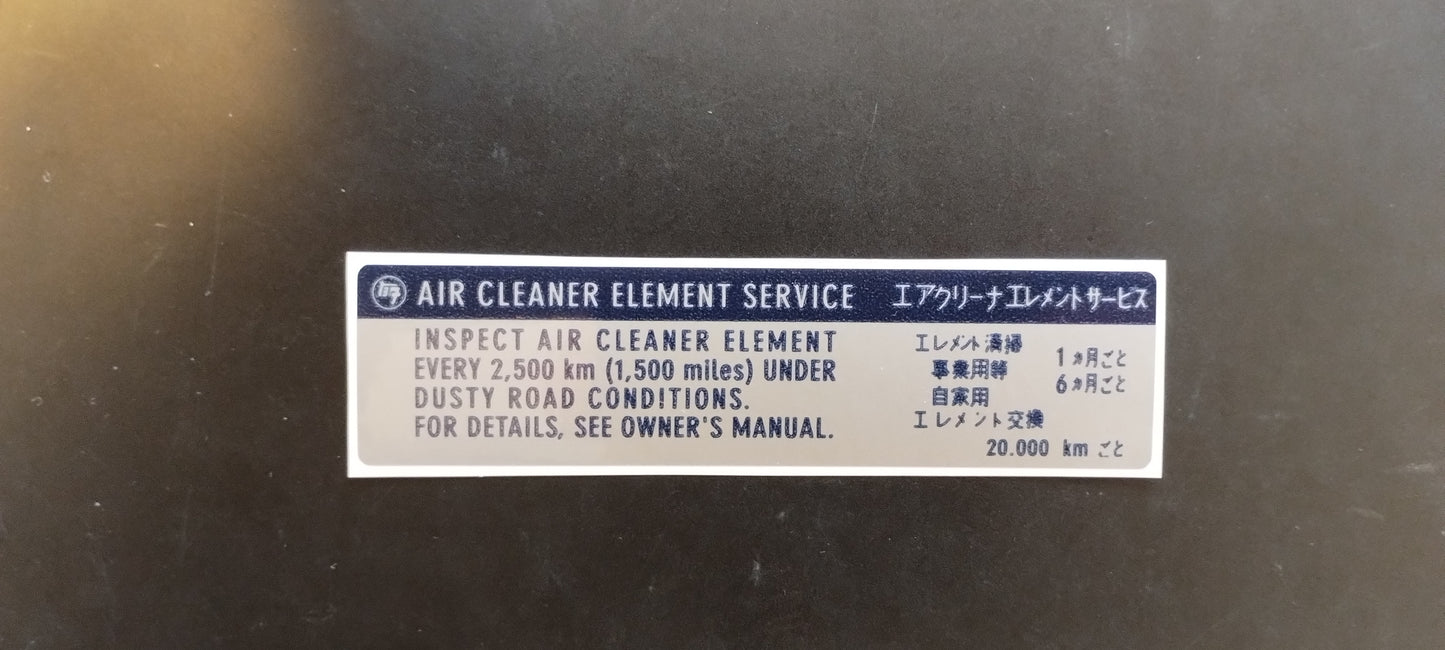 TEQ AIR CLEANER ELEMENT SERVICE エアクリーナエレメントサービス
INSPECT AIR CLEANER ELEMENT
EVERY 2,500 km (1,500 miles) UNDER
DUSTY ROAD CONDITIONS.
FOR DETAILS, SEE OWNER'S MANUAL.
エレメント清掃
事業用等 1ヵ月ごと
自家用 6ヵ月ごと
エレメント交換
20.000 km ごと